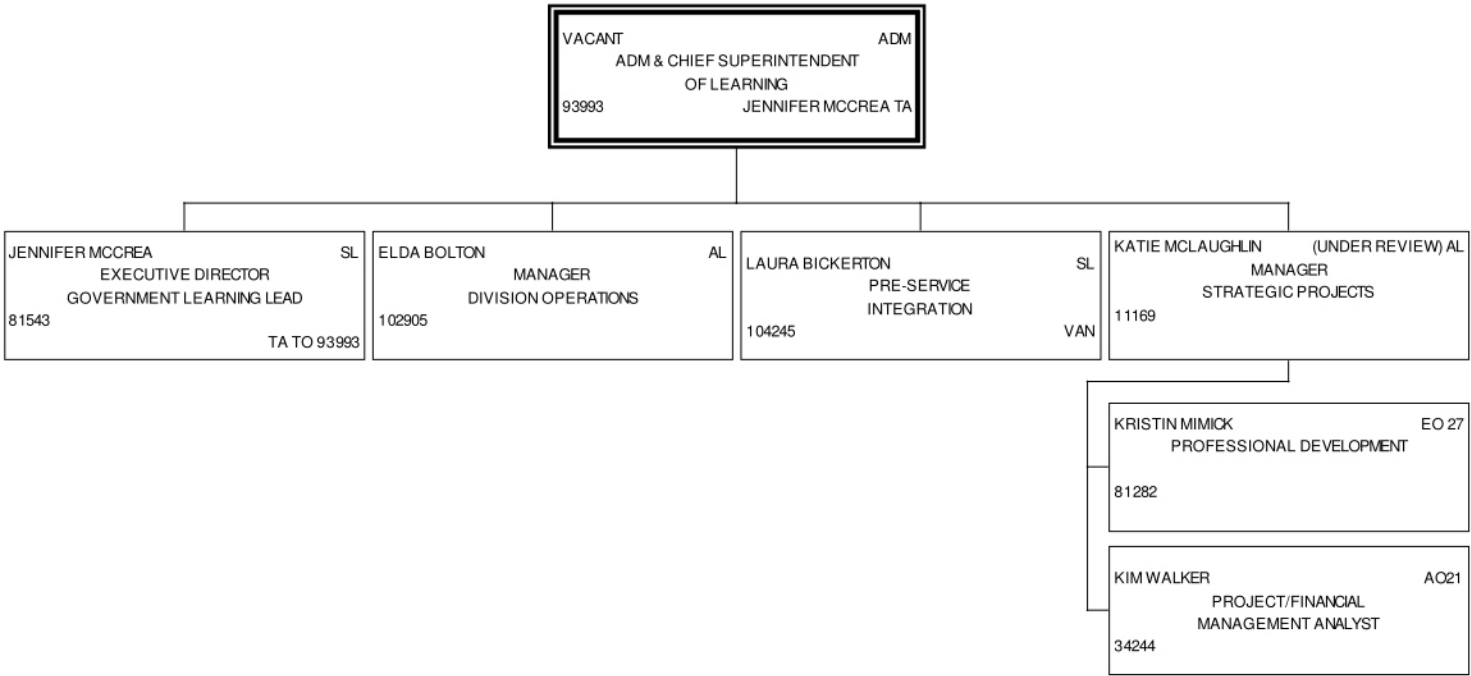 VACANT ADM
ADM & CHIEF SUPERINTENDENT
OF LEARNING
93993 JENNIFER MCCREA TA
JENNIFER MCCREA SL
EXECUTIVE DIRECTOR
GOVERNMENT LEARNING LEAD
81543
TA TO 93993
ELDA BOLTON AL
MANAGER
DIVISION OPERATIONS
102905
LAURA BICKERTON SL
PRE-SERVICE
INTEGRATION
104245 VAN
KATIE MCLAUGHLIN (UNDER REVIEW) AL
MANAGER
STRATEGIC PROJECTS
11169
KRISTIN MIMICK EO 27
PROFESSIONAL DEVELOPMENT
81282
KIM WALKER AO21
PROJECT/FINANCIAL
MANAGEMENT ANALYST
34244